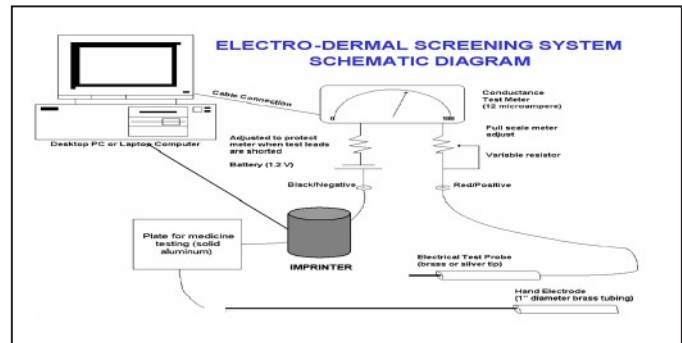 ELECTRO-DERMAL SCREENING SYSTEM
SCHEMATIC DIAGRAM
Cable Connection
Conductance
Test Meter
(12 microampere)
0
100
Desktop PC or Laptop Computer
Adjusted to protect
meter when test leads
are shorted
Full scale meter
adjust
Battery (1.2 V)
Variable resistor
Black/Negative
Red/Positive
Plate for medicine
testing (solid
aluminum)
IMPRINTER
Electrical Test Probe
(brass or silver tip)
Hand Electrode
(1" diameter brass tubing)